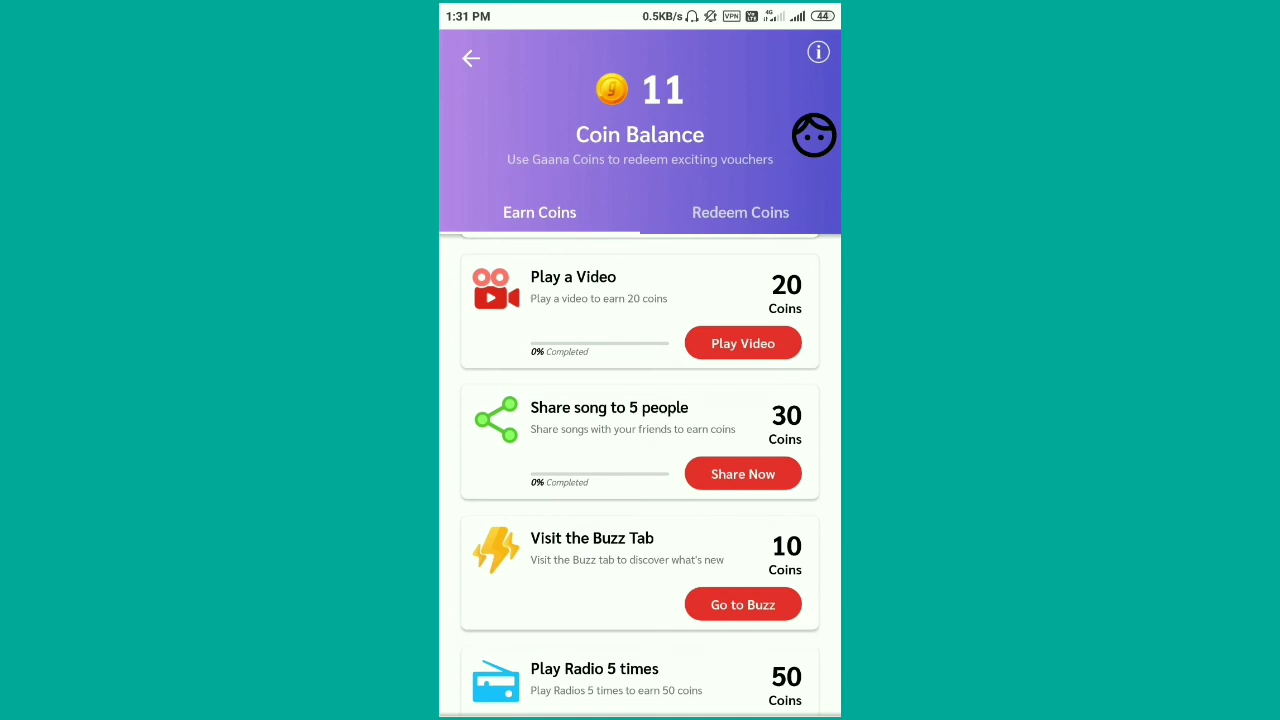 1:31 PM 0.5KB/s VPN Vo LTE 4G 44
i
g 11
Coin Balance
Use Gaana Coins to redeem exciting vouchers
Earn Coins Redeem Coins
Play a Video 20
Play a video to earn 20 coins Coins
Play Video
0% Completed
Share song to 5 people 30
Share songs with your friends to earn coins Coins
Share Now
0% Completed
Visit the Buzz Tab 10
Visit the Buzz tab to discover what's new Coins
Go to Buzz
Play Radio 5 times 50
Play Radios 5 times to earn 50 coins Coins